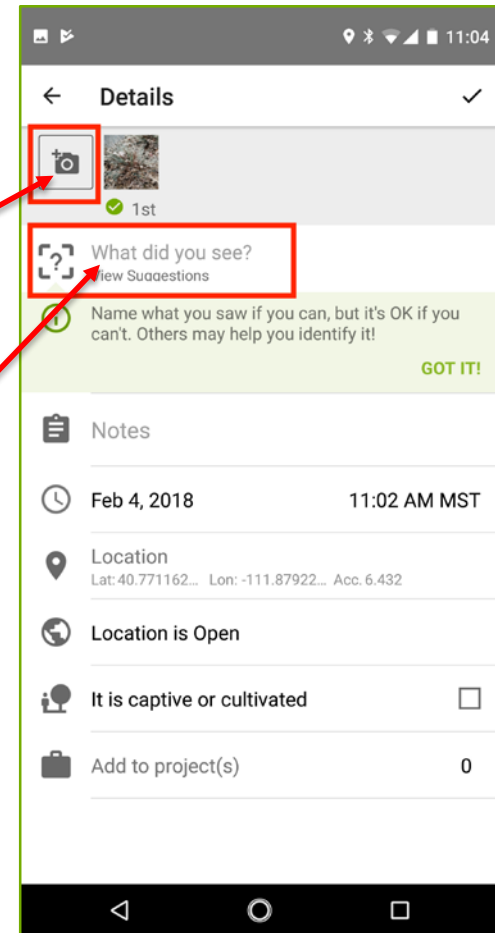 11:04
Details
1st
What did you see?
View Suggestions
Name what you saw if you can, but it's OK if you
can't. Others may help you identify it!
GOT IT!
Notes
Feb 4, 2018 11:02 AM MST
Location
Lat: 40.771162... Lon: -111.87922... Acc. 6.432
Location is Open
It is captive or cultivated
Add to project(s) 0